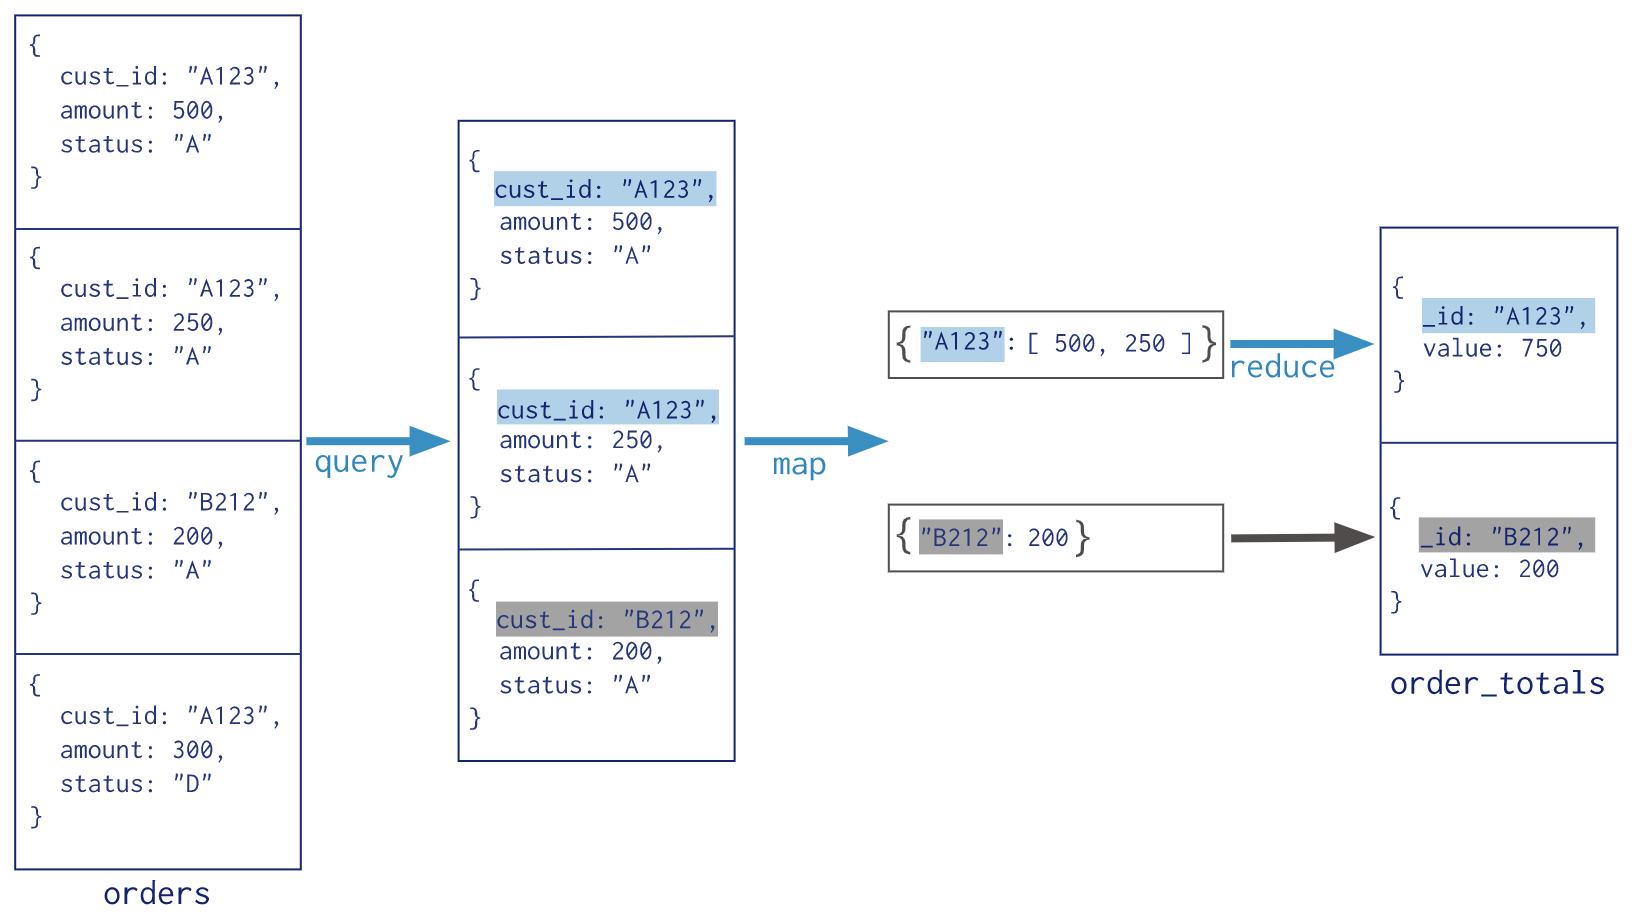 {
cust_id: "A123",
amount: 500,
status: "A"
}
{
cust_id: "A123",
amount: 250,
status: "A"
}
{
cust_id: "B212",
amount: 200,
status: "A"
}
{
cust_id: "A123",
amount: 300,
status: "D"
}
orders
query
{
cust_id: "A123",
amount: 500,
status: "A"
}
{
cust_id: "A123",
amount: 250,
status: "A"
}
{
cust_id: "B212",
amount: 200,
status: "A"
}
map
{ "A123": [ 500, 250 ] }
{ "B212": 200 }
reduce
{
_id: "A123",
value: 750
}
{
_id: "B212",
value: 200
}
order_totals